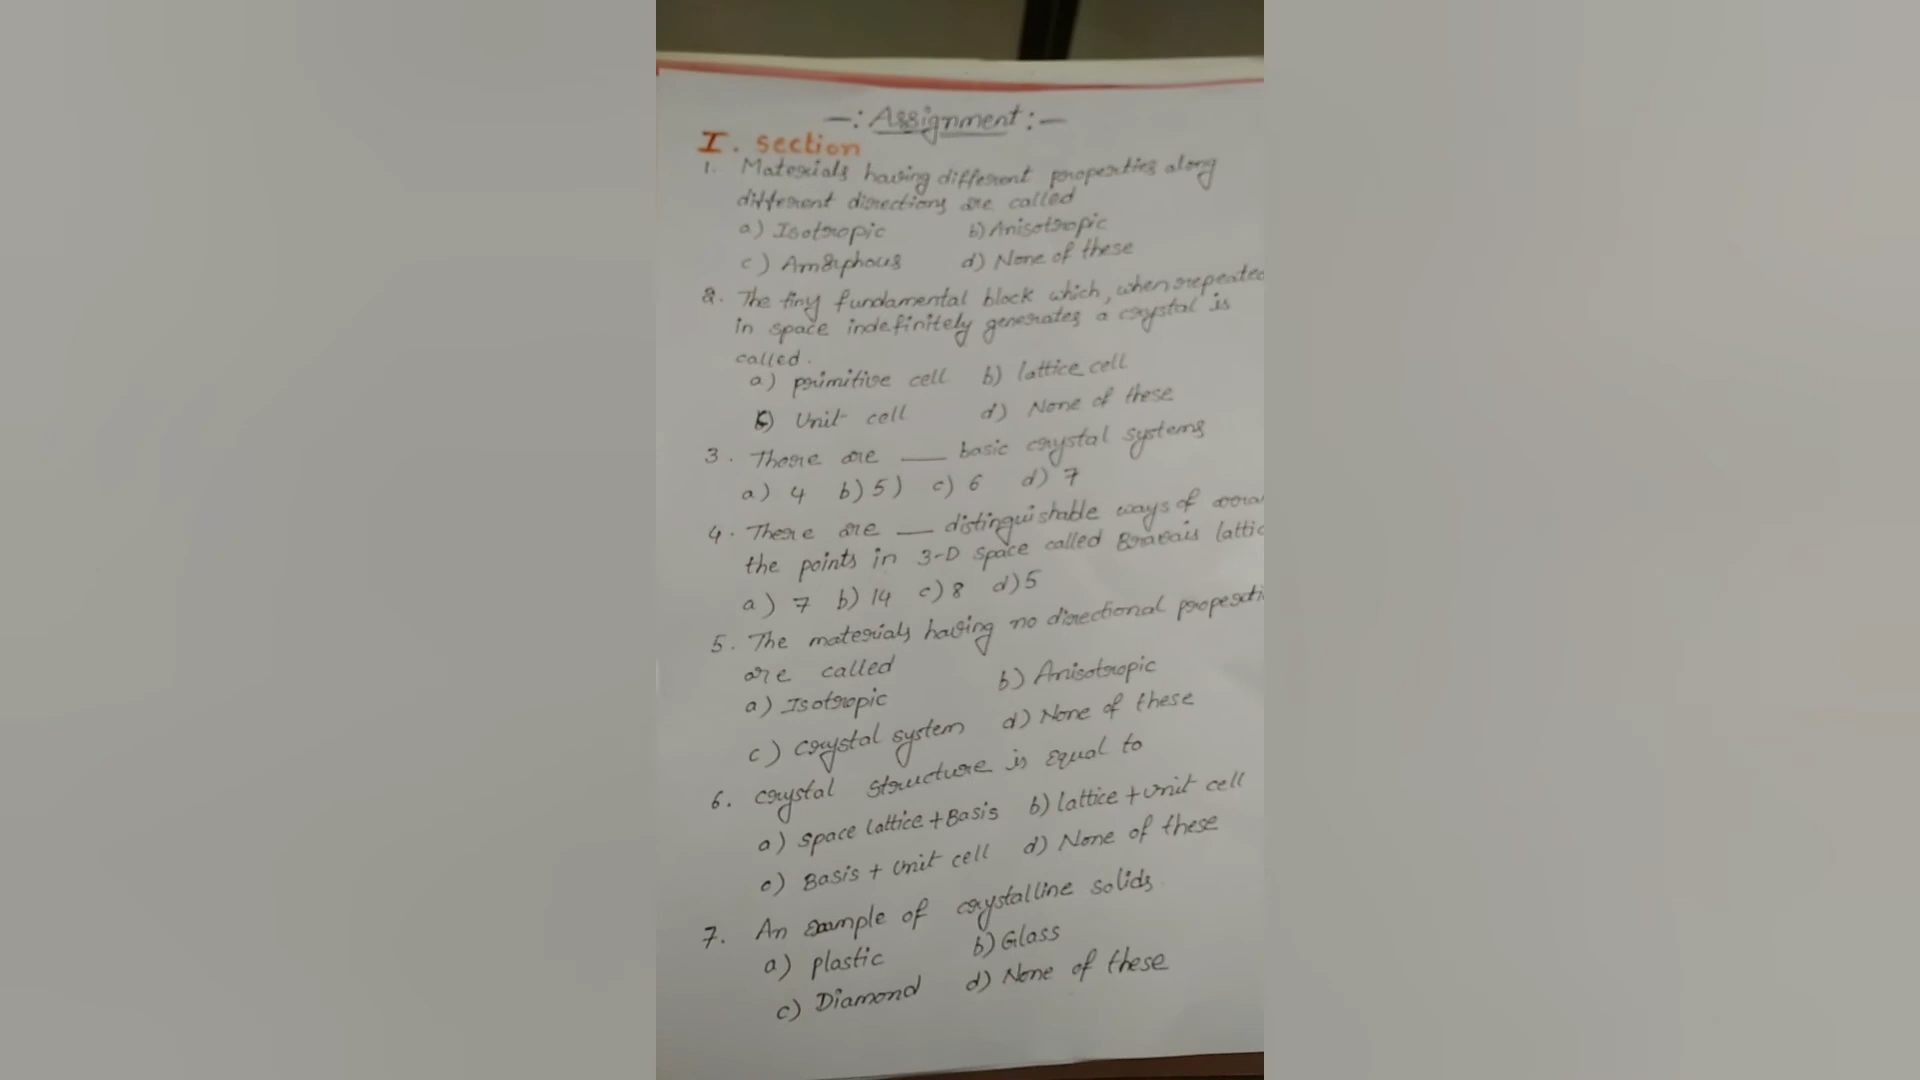 -: Assignment :-
I. section
1. Materials having different properties along
different directions are called
a) Isotropic b) Anisotropic
c) Amorphous d) None of these
2. The tiny fundamental block which, when repeated
in space indefinitely generates a crystal is
called.
a) primitive cell b) lattice cell
c) Unit cell d) None of these
3. There are __ basic crystal systems
a) 4 b) 5) c) 6 d) 7
4. There are __ distinguishable ways of
the points in 3-D space called Bravais lattic
a) 7 b) 14 c) 8 d) 5
5. The materials having no directional properti
are called
a) Isotropic b) Anisotropic
c) crystal system d) None of these
6. crystal structure is equal to
a) space lattice + Basis b) lattice + unit cell
c) Basis + unit cell d) None of these
7. An Example of crystalline solids.
a) plastic b) Glass
c) Diamond d) None of these